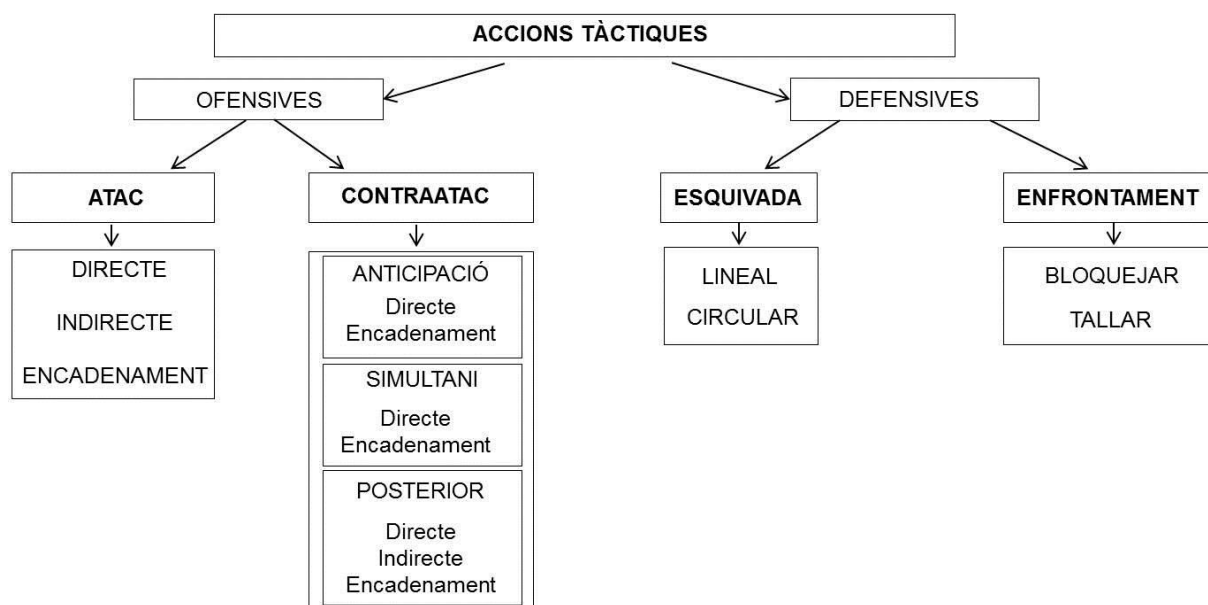 ACCIONS TÀCTIQUES
OFENSIVES
DEFENSIVES
ATAC
CONTRAATAC
ESQUIVADA
ENFRONTAMENT
DIRECTE
INDIRECTE
ENCADENAMENT
ANTICIPACIÓ
Directe
Encadenament
SIMULTANI
Directe
Encadenament
POSTERIOR
Directe
Indirecte
Encadenament
LINEAL
CIRCULAR
BLOQUEJAR
TALLAR